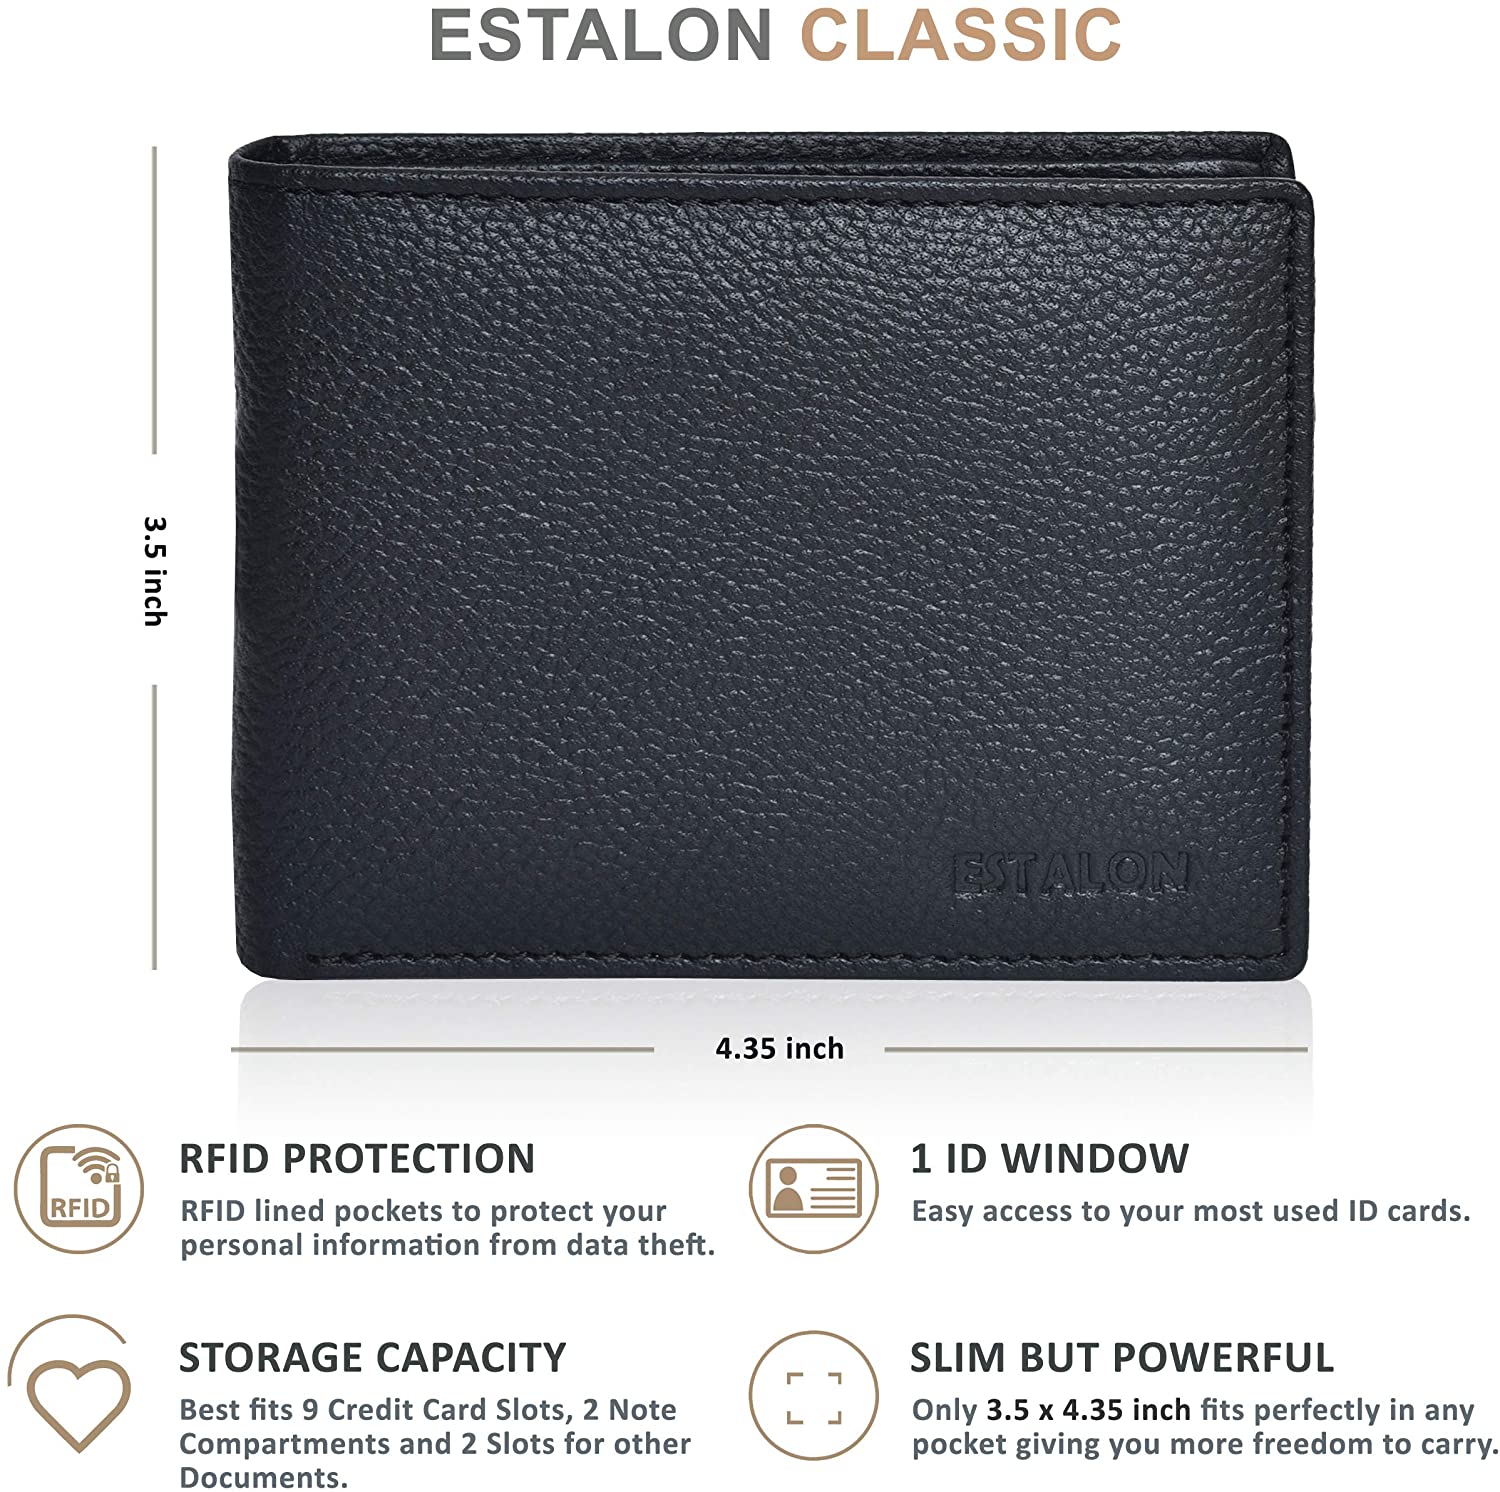 ESTALON CLASSIC
3.5 inch
ESTALON
4.35 inch
RFID
RFID PROTECTION
RFID lined pockets to protect your
personal information from data theft.
1 ID WINDOW
Easy access to your most used ID cards.
STORAGE CAPACITY
Best fits 9 Credit Card Slots, 2 Note
Compartments and 2 Slots for other
Documents.
SLIM BUT POWERFUL
Only 3.5 x 4.35 inch fits perfectly in any
pocket giving you more freedom to carry.